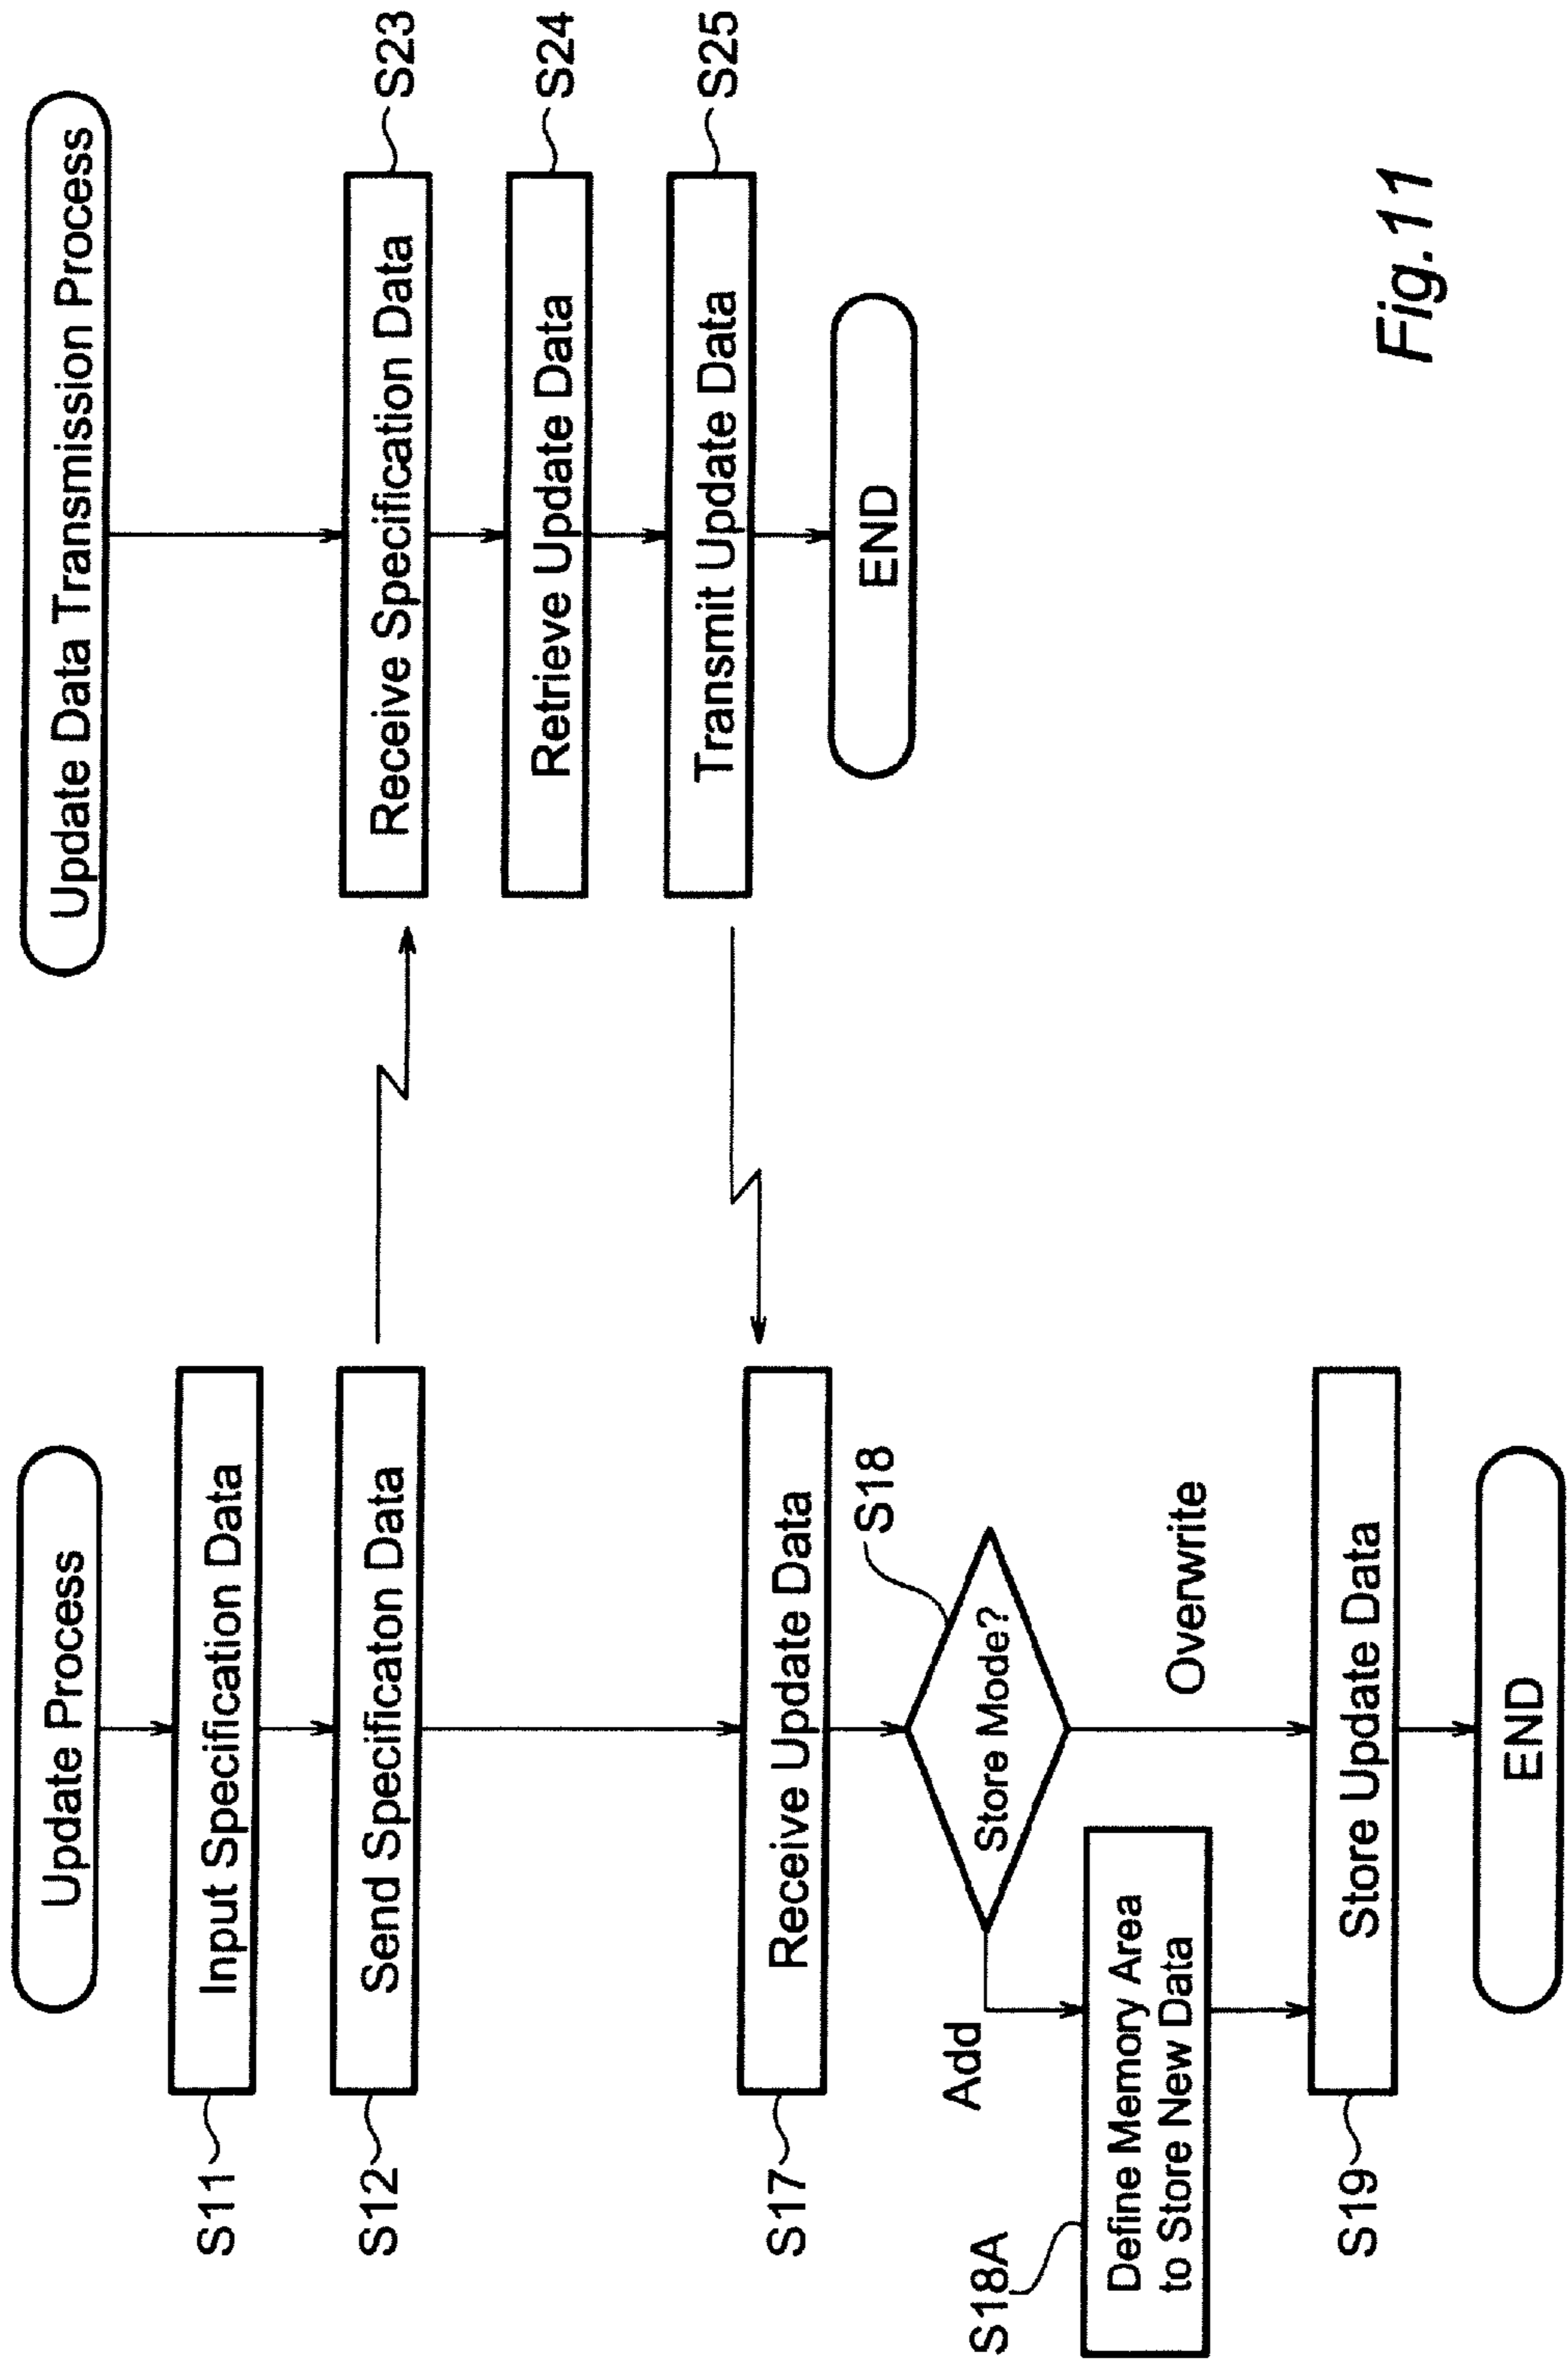 Update Process
S11
Input Specification Data
S12
Send Specificaton Data
S17
Receive Update Data
S18
Store Mode?
Add
Overwrite
S18A
Define Memory Area
to Store New Data
S19
Store Update Data
END
Update Data Transmission Process
Receive Specification Data
S23
Retrieve Update Data
S24
Transmit Update Data
S25
END
Fig.11